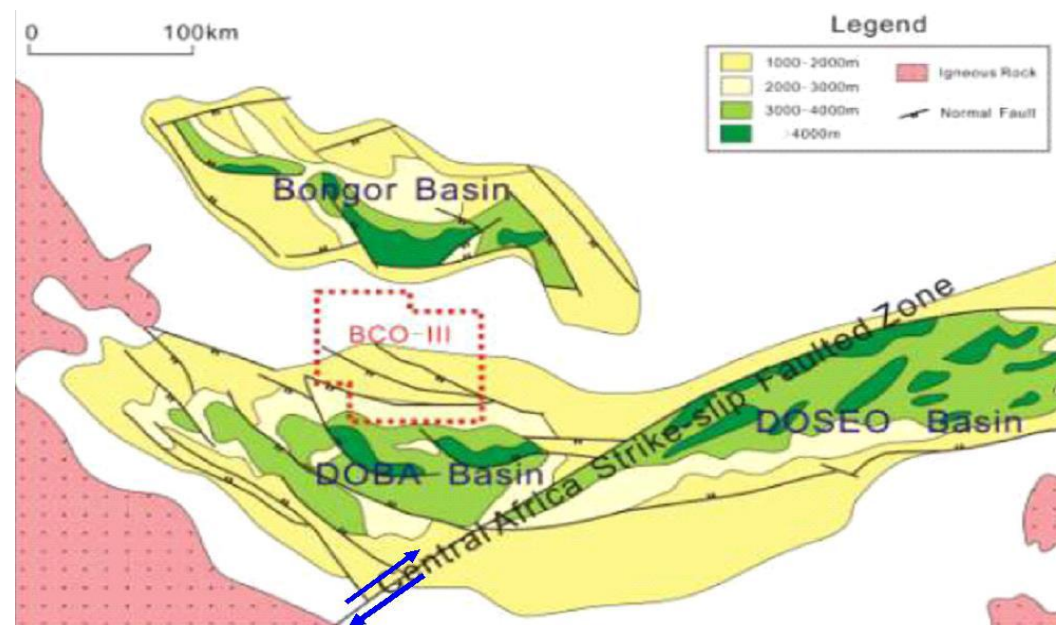 0 100km
Legend
1000-2000m
2000-3000m
3000-4000m
>4000m
Igneous Rock
Normal Fault
Bongor Basin
BCO-III
DOBA Basin
DOSEO Basin
Central Africa Strike-slip Faulted Zone